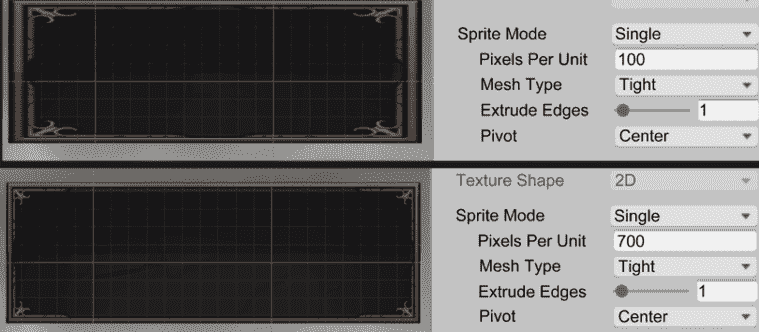 Sprite Mode Single
Pixels Per Unit 100
Mesh Type Tight
Extrude Edges 1
Pivot Center
Texture Shape 2D
Sprite Mode Single
Pixels Per Unit 700
Mesh Type Tight
Extrude Edges 1
Pivot Center